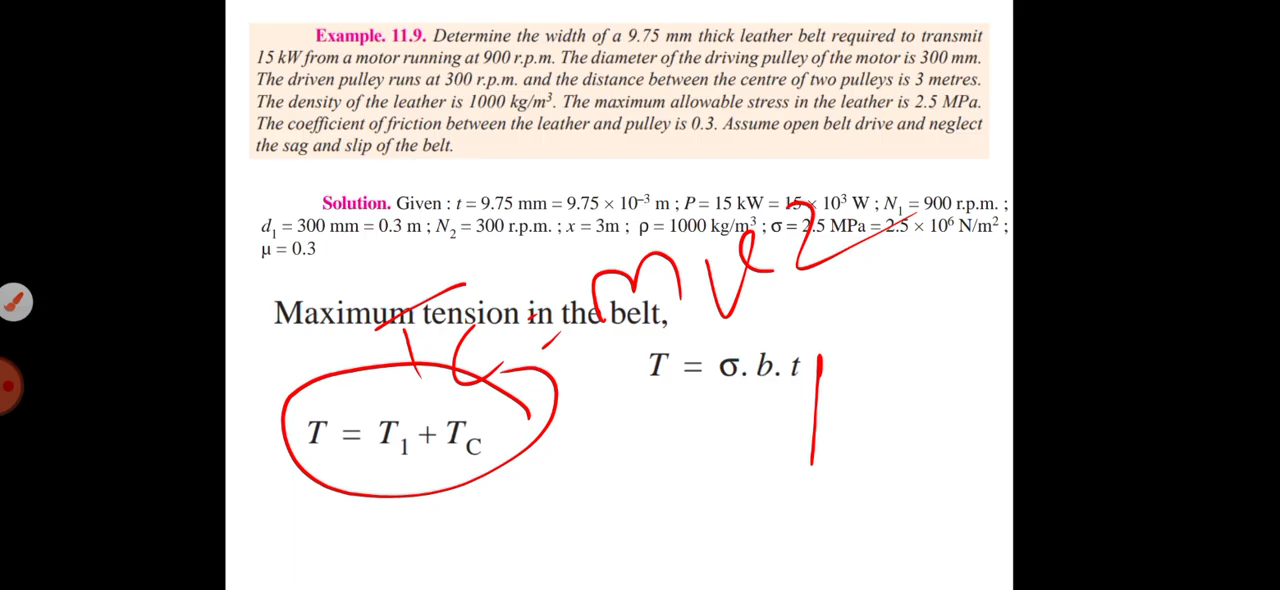 Example. 11.9. Determine the width of a 9.75 mm thick leather belt required to transmit
15 kW from a motor running at 900 r.p.m. The diameter of the driving pulley of the motor is 300 mm.
The driven pulley runs at 300 r.p.m. and the distance between the centre of two pulleys is 3 metres.
The density of the leather is 1000 kg/m³. The maximum allowable stress in the leather is 2.5 MPa.
The coefficient of friction between the leather and pulley is 0.3. Assume open belt drive and neglect
the sag and slip of the belt.
Solution. Given : t = 9.75 mm = 9.75 × 10⁻³ m ; P = 15 kW = 15 × 10³ W ; N₁ = 900 r.p.m. ;
d₁ = 300 mm = 0.3 m ; N₂ = 300 r.p.m. ; x = 3m ; ρ = 1000 kg/m³ ; σ = 2.5 MPa = 2.5 × 10⁶ N/m² ;
μ = 0.3
Maximum tension in the belt,
T = σ. b. t
T = T₁ + T_C